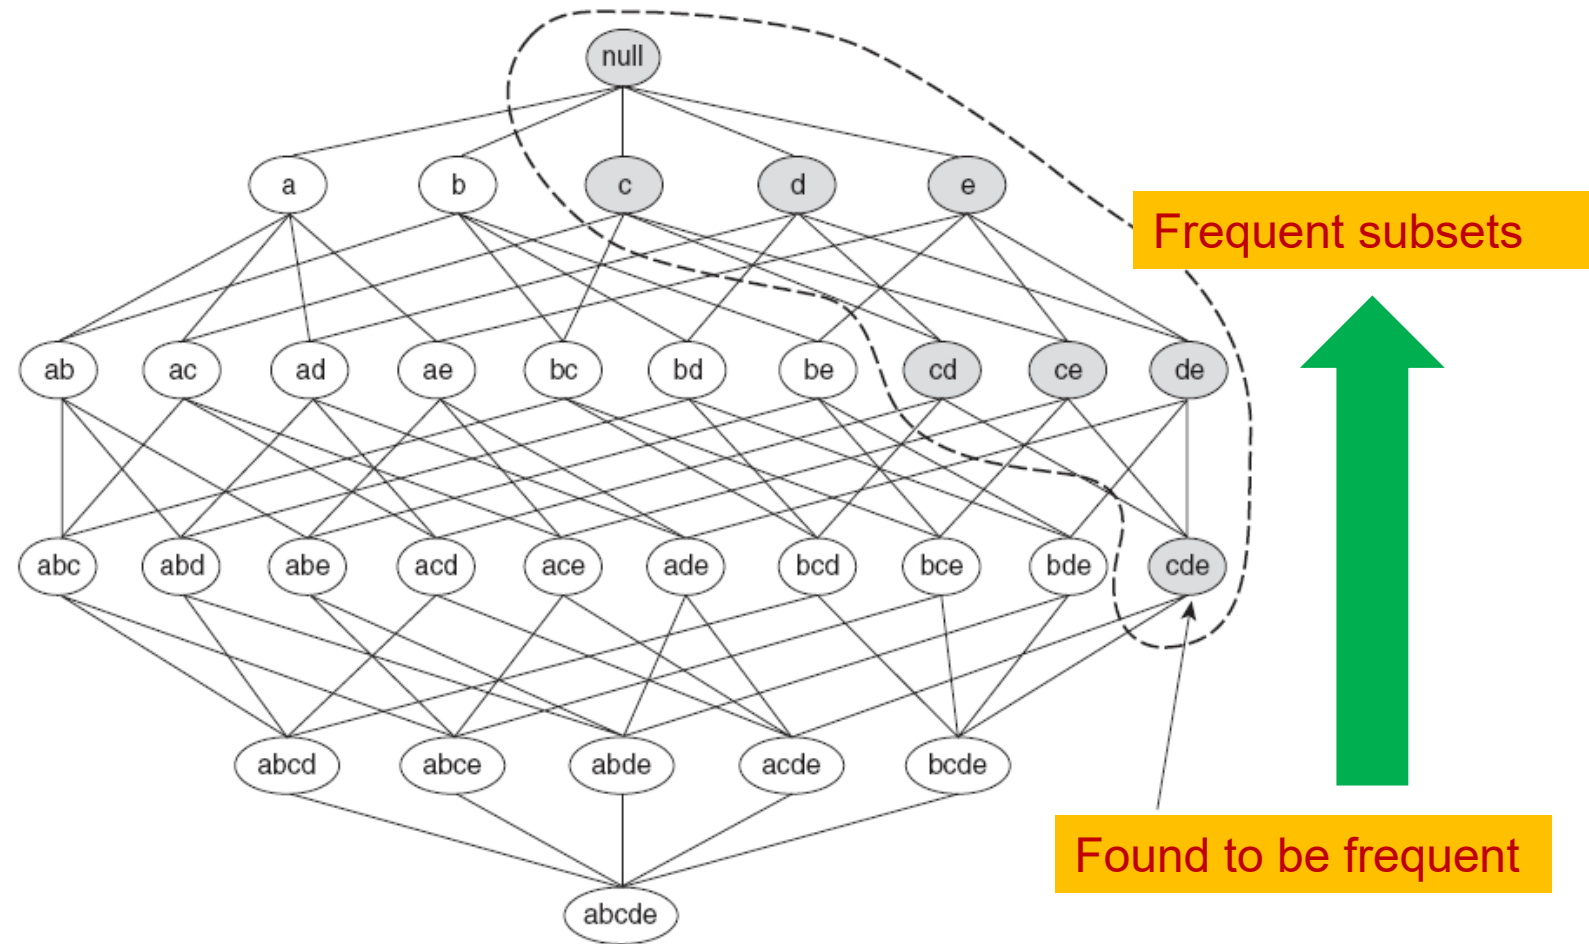 null
a b c d e
Frequent subsets
ab ac ad ae bc bd be cd ce de
abc abd abe acd ace ade bcd bce bde cde
abcd abce abde acde bcde
Found to be frequent
abcde